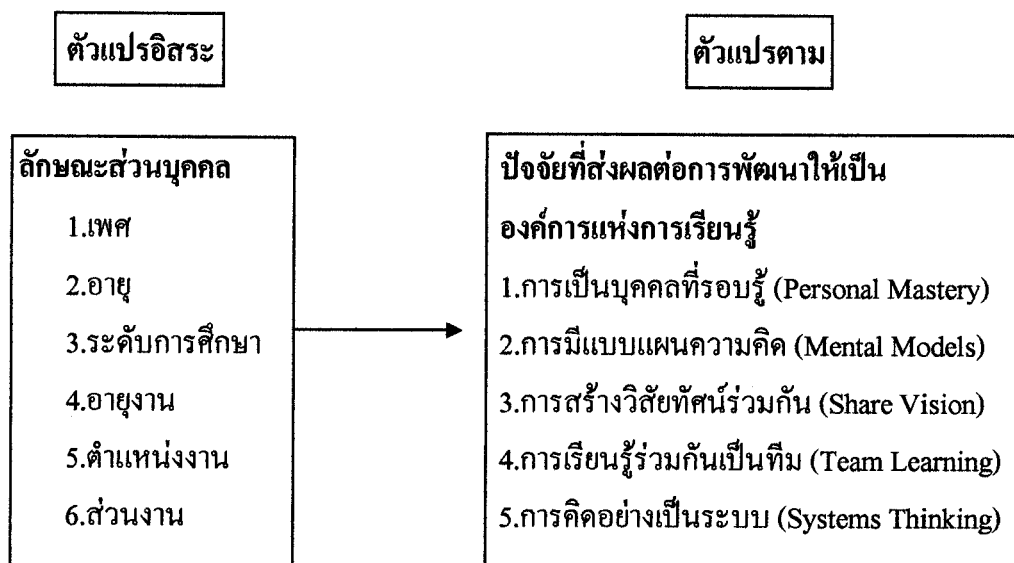 ตัวแปรอิสระ
ตัวแปรตาม
ลักษณะส่วนบุคคล
1.เพศ
2.อายุ
3.ระดับการศึกษา
4.อายุงาน
5.ตำแหน่งงาน
6.ส่วนงาน
ปัจจัยที่ส่งผลต่อการพัฒนาให้เป็น
องค์การแห่งการเรียนรู้
1.การเป็นบุคคลที่รอบรู้ (Personal Mastery)
2.การมีแบบแผนความคิด (Mental Models)
3.การสร้างวิสัยทัศน์ร่วมกัน (Share Vision)
4.การเรียนรู้ร่วมกันเป็นทีม (Team Learning)
5.การคิดอย่างเป็นระบบ (Systems Thinking)